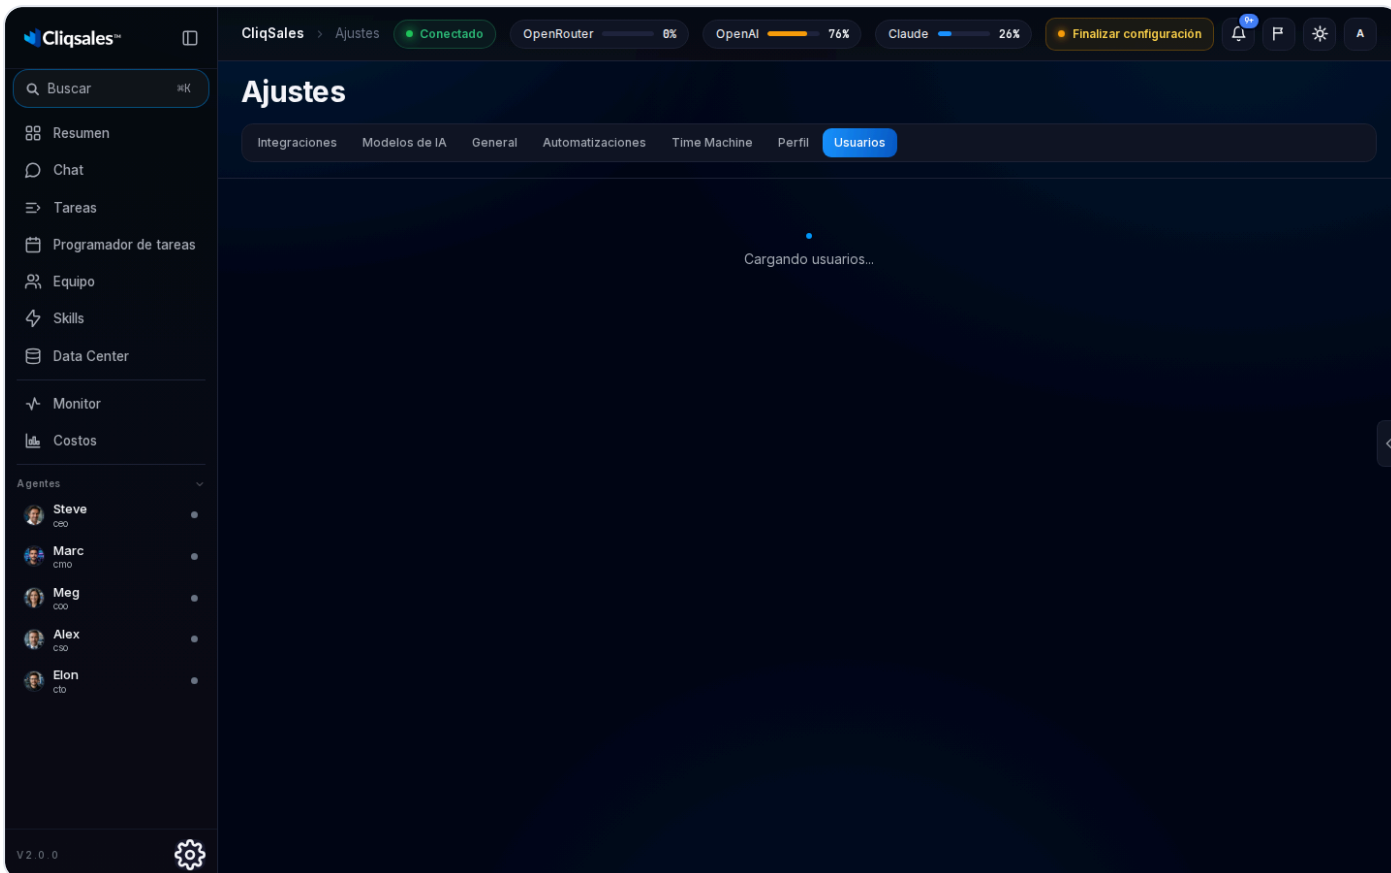 Cliqsales™
Buscar ⌘K
Resumen
Chat
Tareas
Programador de tareas
Equipo
Skills
Data Center
Monitor
Costos
Agentes
Steve
ceo
Marc
cmo
Meg
coo
Alex
cso
Elon
cto
V2.0.0
CliqSales › Ajustes
Conectado
OpenRouter 0%
OpenAI 76%
Claude 26%
Finalizar configuración
9+
A
Ajustes
Integraciones
Modelos de IA
General
Automatizaciones
Time Machine
Perfil
Usuarios
Cargando usuarios...